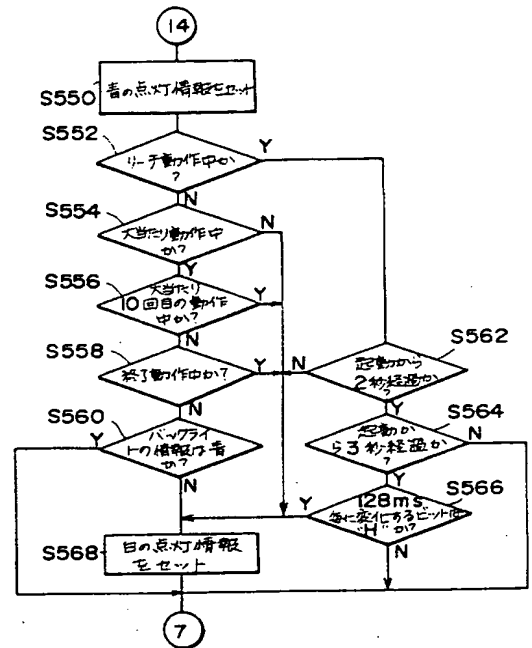 14
S550
青の点灯情報をセット
S552
リーチ動作中か
?
Y
N
S554
大当たり動作中
か?
N
Y
S556
大当たり
10回目の動作
中か?
Y
N
S558
終了動作中か?
Y
N
S560
バックライ
トの情報は青
か?
Y
N
S562
起動から
2秒経過か
?
N
Y
S564
起動か
ら3秒経過か
?
N
Y
S566
128ms
毎に変化するビットは
"H"か?
Y
N
S568
白の点灯情報
をセット
7